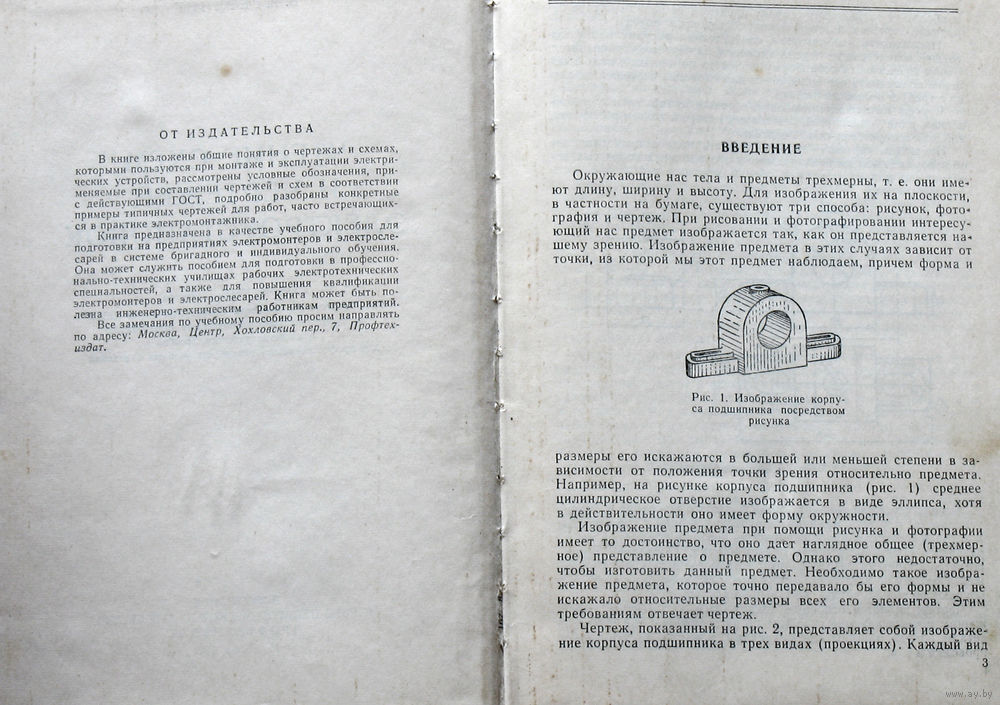 ОТ ИЗДАТЕЛЬСТВА
В книге изложены общие понятия о чертежах и схемах,
которыми пользуются при монтаже и эксплуатации электри-
ческих устройств, рассмотрены условные обозначения, при-
меняемые при составлении чертежей и схем в соответствии
с действующими ГОСТ, подробно разобраны конкретные
примеры типичных чертежей для работ, часто встречающих-
ся в практике электромонтажника.
Книга предназначена в качестве учебного пособия для
подготовки на предприятиях электромонтеров и электросле-
сарей в системе бригадного и индивидуального обучения.
Она может служить пособием для подготовки в профессио-
нально-технических училищах рабочих электротехнических
специальностей, а также для повышения квалификации
электромонтеров и электрослесарей. Книга может быть по-
лезна инженерно-техническим работникам предприятий.
Все замечания по учебному пособию просим направлять
по адресу: Москва, Центр, Хохловский пер., 7, Профтех-
издат.
ВВЕДЕНИЕ
Окружающие нас тела и предметы трехмерны, т. е. они име-
ют длину, ширину и высоту. Для изображения их на плоскости,
в частности на бумаге, существуют три способа: рисунок, фото-
графия и чертеж. При рисовании и фотографировании интересу-
ющий нас предмет изображается так, как он представляется на-
шему зрению. Изображение предмета в этих случаях зависит от
точки, из которой мы этот предмет наблюдаем, причем форма и
Рис. 1. Изображение корпу-
са подшипника посредством
рисунка
размеры его искажаются в большей или меньшей степени в за-
висимости от положения точки зрения относительно предмета.
Например, на рисунке корпуса подшипника (рис. 1) среднее
цилиндрическое отверстие изображается в виде эллипса, хотя
в действительности оно имеет форму окружности.
Изображение предмета при помощи рисунка и фотографии
имеет то достоинство, что оно дает наглядное общее (трехмер-
ное) представление о предмете. Однако этого недостаточно,
чтобы изготовить данный предмет. Необходимо такое изобра-
жение предмета, которое точно передавало бы его формы и не
искажало относительные размеры всех его элементов. Этим
требованиям отвечает чертеж.
Чертеж, показанный на рис. 2, представляет собой изображе-
ние корпуса подшипника в трех видах (проекциях). Каждый вид
3
www.ay.by